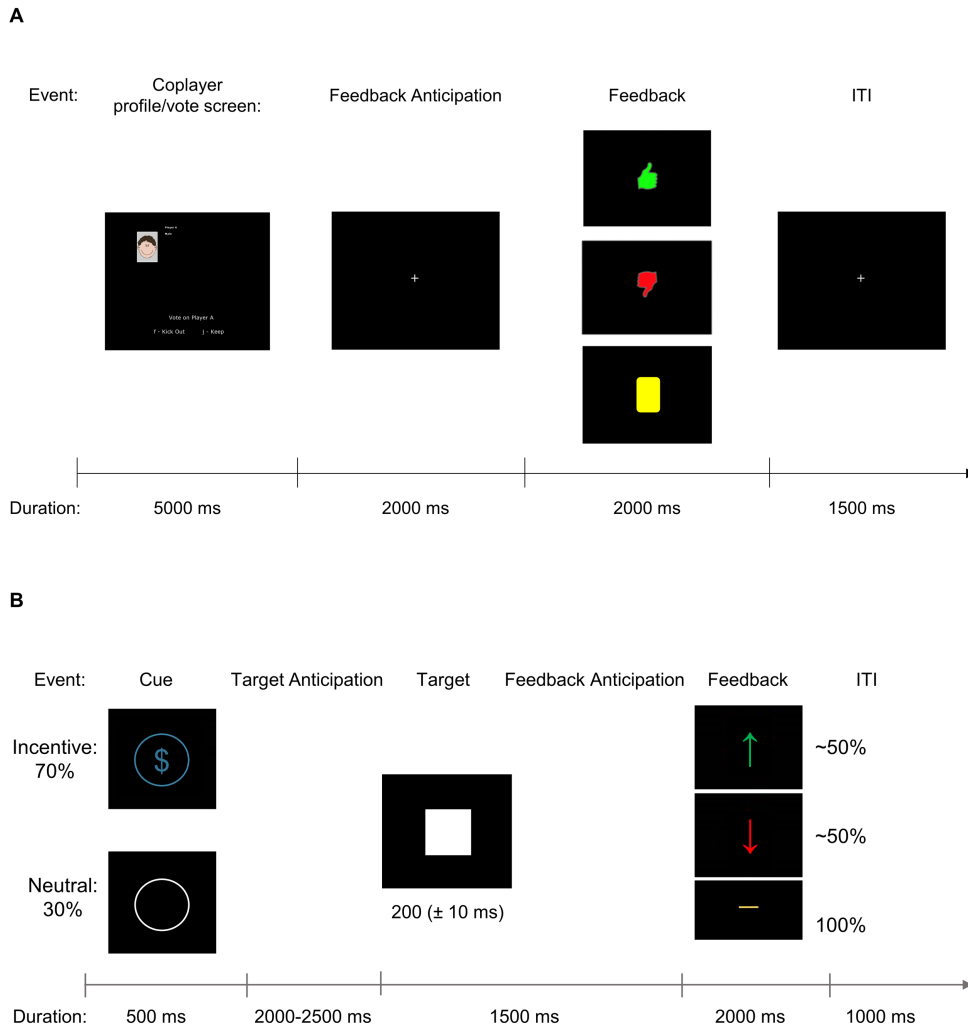 A
Event:
Coplayer
profile/vote screen:
Feedback Anticipation
Feedback
ITI
Player A
Male
Vote on Player A
f - Kick Out
j - Keep
+
+
Duration:
5000 ms
2000 ms
2000 ms
1500 ms
B
Event:
Cue
Target Anticipation
Target
Feedback Anticipation
Feedback
ITI
Incentive:
70%
$
~50%
~50%
Neutral:
30%
200 (± 10 ms)
100%
Duration:
500 ms
2000-2500 ms
1500 ms
2000 ms
1000 ms